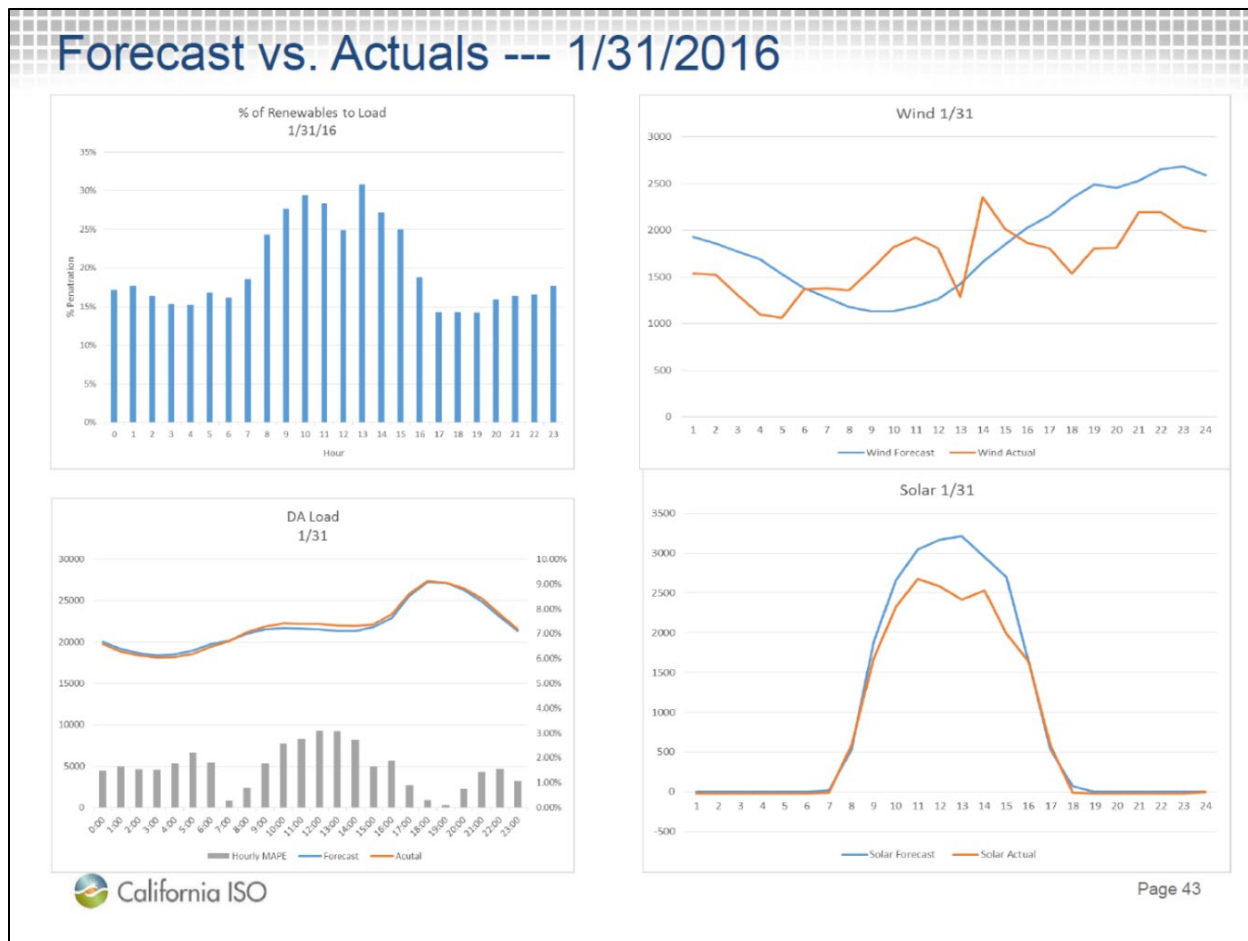 Forecast vs. Actuals --- 1/31/2016
% of Renewables to Load
1/31/16
35%
30%
25%
20%
15%
10%
5%
0%
% Penatration
0 1 2 3 4 5 6 7 8 9 10 11 12 13 14 15 16 17 18 19 20 21 22 23
Hour
Wind 1/31
3000
2500
2000
1500
1000
500
0
1 2 3 4 5 6 7 8 9 10 11 12 13 14 15 16 17 18 19 20 21 22 23 24
Wind Forecast Wind Actual
DA Load
1/31
30000
25000
20000
15000
10000
5000
0
10.00%
9.00%
8.00%
7.00%
6.00%
5.00%
4.00%
3.00%
2.00%
1.00%
0.00%
0:00 1:00 2:00 3:00 4:00 5:00 6:00 7:00 8:00 9:00 10:00 11:00 12:00 13:00 14:00 15:00 16:00 17:00 18:00 19:00 20:00 21:00 22:00 23:00
Hourly MAPE Forecast Acutal
Solar 1/31
3500
3000
2500
2000
1500
1000
500
0
-500
1 2 3 4 5 6 7 8 9 10 11 12 13 14 15 16 17 18 19 20 21 22 23 24
Solar Forecast Solar Actual
California ISO
Page 43